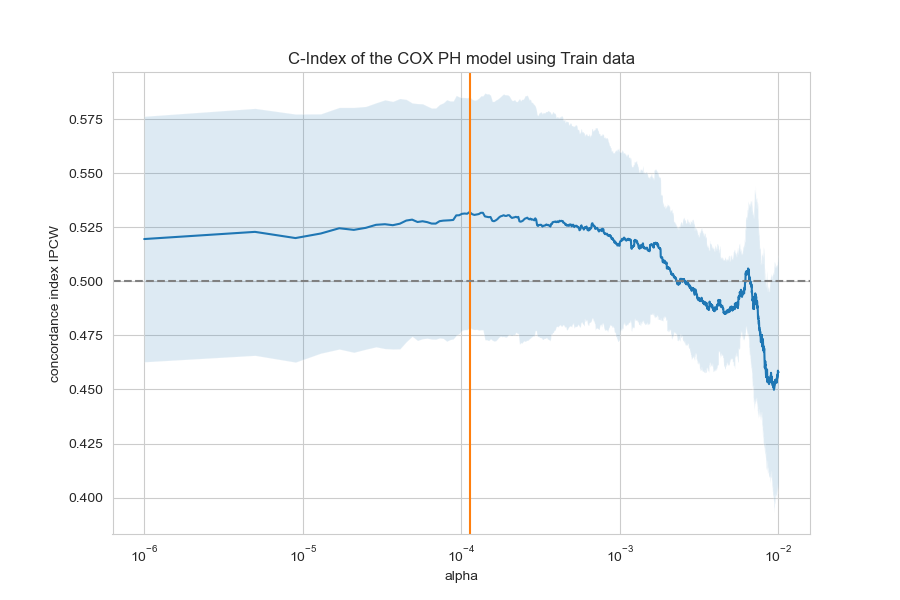 C-Index of the COX PH model using Train data
concordance index IPCW
0.575
0.550
0.525
0.500
0.475
0.450
0.425
0.400
10⁻⁶ 10⁻⁵ 10⁻⁴ 10⁻³ 10⁻²
alpha